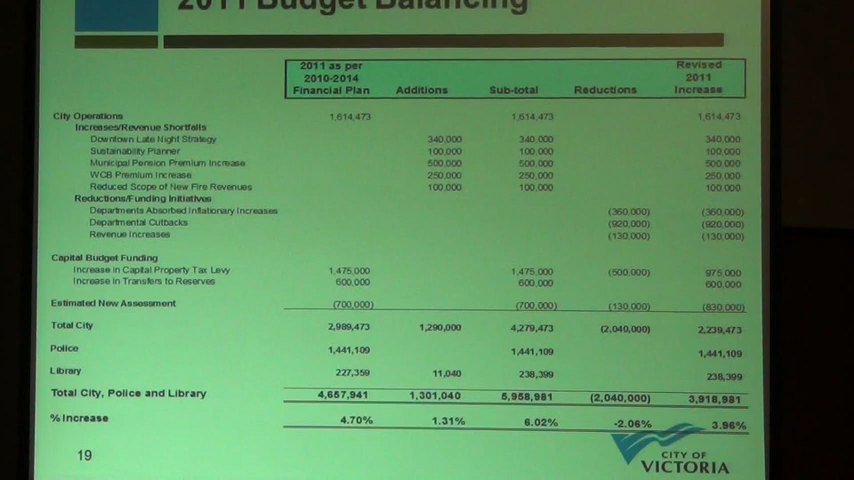 2011 Budget Balancing
2011 as per 2010-2014 Financial Plan Additions Sub-total Reductions Revised 2011 Increase
City Operations 1,614,473 1,614,473 1,614,473
Increases/Revenue Shortfalls
Downtown Late Night Strategy 340,000 340,000 340,000
Sustainability Planner 100,000 100,000 100,000
Municipal Pension Premium Increase 500,000 500,000 500,000
WCB Premium Increase 250,000 250,000 250,000
Reduced Scope of New Fire Revenues 100,000 100,000 100,000
Reductions/Funding Initiatives
Departments Absorbed Inflationary Increases (360,000) (360,000)
Departmental Cutbacks (920,000) (920,000)
Revenue Increases (130,000) (130,000)
Capital Budget Funding
Increase in Capital Property Tax Levy 1,475,000 1,475,000 (500,000) 975,000
Increase in Transfers to Reserves 600,000 600,000 600,000
Estimated New Assessment (700,000) (700,000) (130,000) (830,000)
Total City 2,989,473 1,290,000 4,279,473 (2,040,000) 2,239,473
Police 1,441,109 1,441,109 1,441,109
Library 227,359 11,040 238,399 238,399
Total City, Police and Library 4,657,941 1,301,040 5,958,981 (2,040,000) 3,918,981
% Increase 4.70% 1.31% 6.02% -2.06% 3.96%
19
CITY OF
VICTORIA